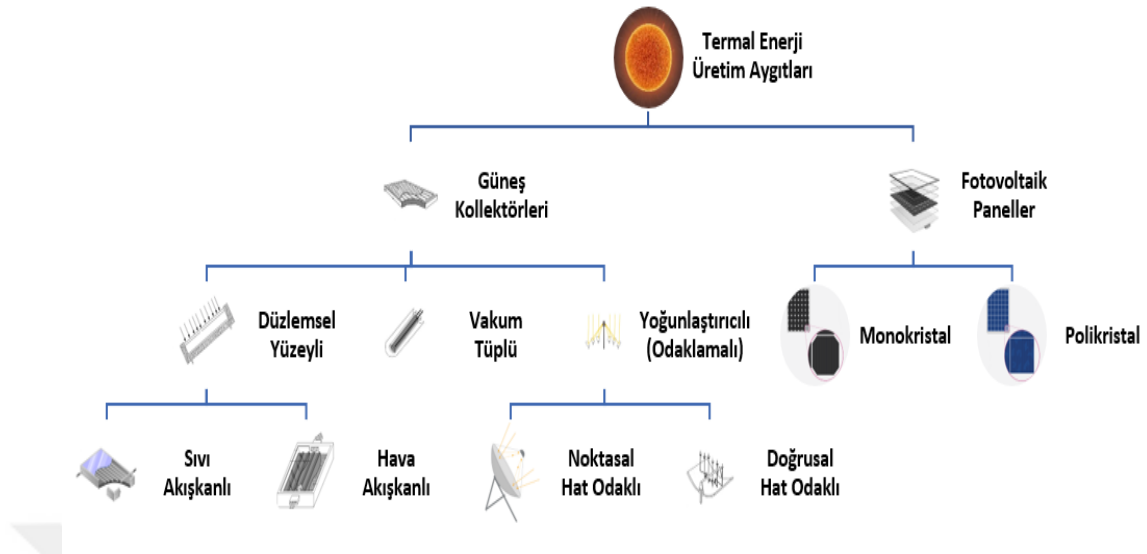 Termal Enerji
Üretim Aygıtları
Güneş
Kollektörleri
Fotovoltaik
Paneller
Düzlemsel
Yüzeyli
Vakum
Tüplü
Yoğunlaştırıcılı
(Odaklamalı)
Monokristal
Polikristal
Sıvı
Akışkanlı
Hava
Akışkanlı
Noktasal
Hat Odaklı
Doğrusal
Hat Odaklı